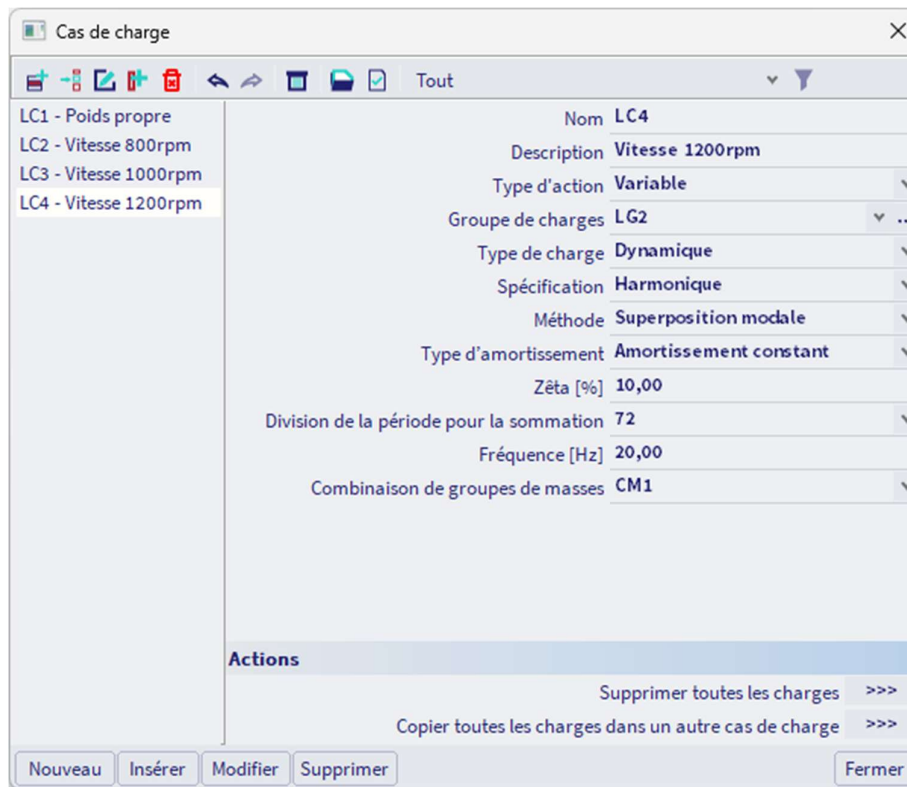 Cas de charge
Tout
LC1 - Poids propre
LC2 - Vitesse 800rpm
LC3 - Vitesse 1000rpm
LC4 - Vitesse 1200rpm
Nom LC4
Description Vitesse 1200rpm
Type d'action Variable
Groupe de charges LG2 ..
Type de charge Dynamique
Spécification Harmonique
Méthode Superposition modale
Type d'amortissement Amortissement constant
Zêta [%] 10,00
Division de la période pour la sommation 72
Fréquence [Hz] 20,00
Combinaison de groupes de masses CM1
Actions
Supprimer toutes les charges >>>
Copier toutes les charges dans un autre cas de charge >>>
Nouveau Insérer Modifier Supprimer Fermer